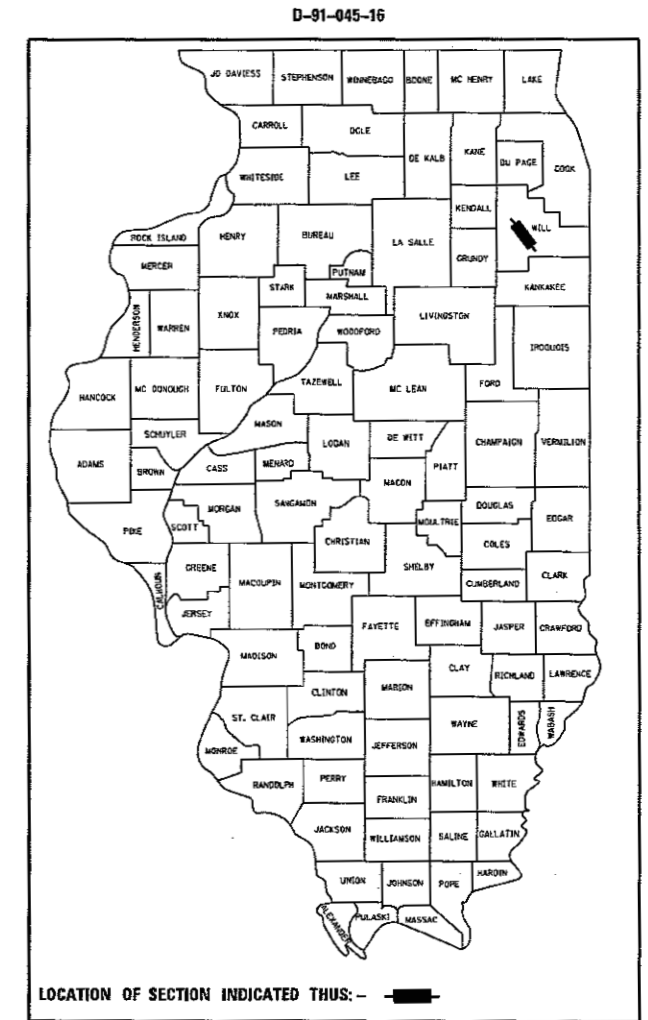 D-91-045-16
JO DAVIESS STEPHENSON WINNEBAGO BOONE MC HENRY LAKE
CARROLL OGLE
DE KALB KANE DU PAGE COOK
WHITESIDE LEE
KENDALL
ROCK ISLAND HENRY BUREAU LA SALLE WILL
MERCER PUTNAM GRUNDY
STARK MARSHALL KANKAKEE
HENDERSON WARREN KNOX PEORIA WOODFORD LIVINGSTON IROQUOIS
HANCOCK MC DONOUGH FULTON TAZEWELL MC LEAN FORD
MASON
SCHUYLER LOGAN DE WITT CHAMPAIGN VERMILION
ADAMS BROWN CASS MENARD PIATT
MACON
MORGAN SANGAMON DOUGLAS
PIKE SCOTT MOULTRIE EDGAR
CHRISTIAN COLES
GREENE SHELBY
CALHOUN MACOUPIN MONTGOMERY CUMBERLAND CLARK
JERSEY
FAYETTE EFFINGHAM JASPER CRAWFORD
MADISON BOND
CLAY RICHLAND LAWRENCE
CLINTON MARION
ST. CLAIR WAYNE EDWARDS WABASH
MONROE WASHINGTON JEFFERSON
RANDOLPH PERRY HAMILTON WHITE
FRANKLIN
JACKSON WILLIAMSON SALINE GALLATIN
UNION JOHNSON POPE HARDIN
ALEXANDER PULASKI MASSAC
LOCATION OF SECTION INDICATED THUS: -